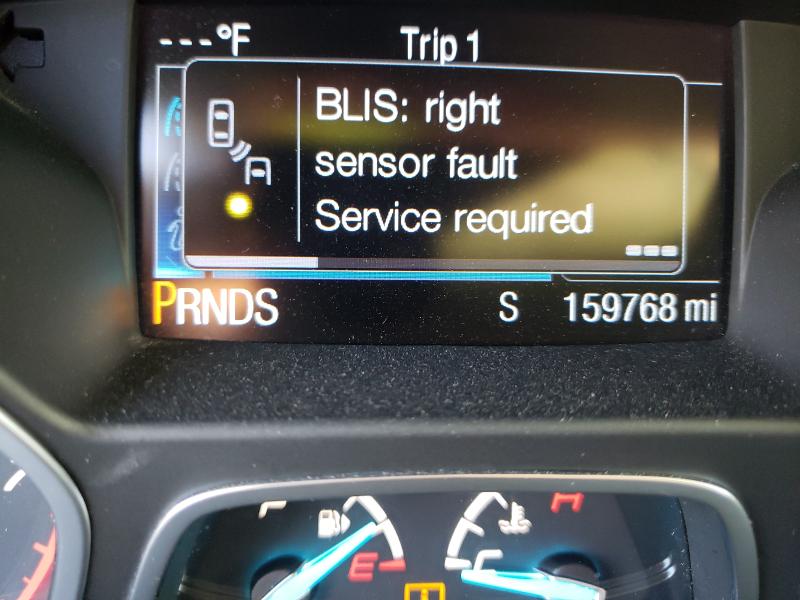 ---°F Trip 1
BLIS: right
sensor fault
Service required
PRNDS S 159768 mi
F H
E C